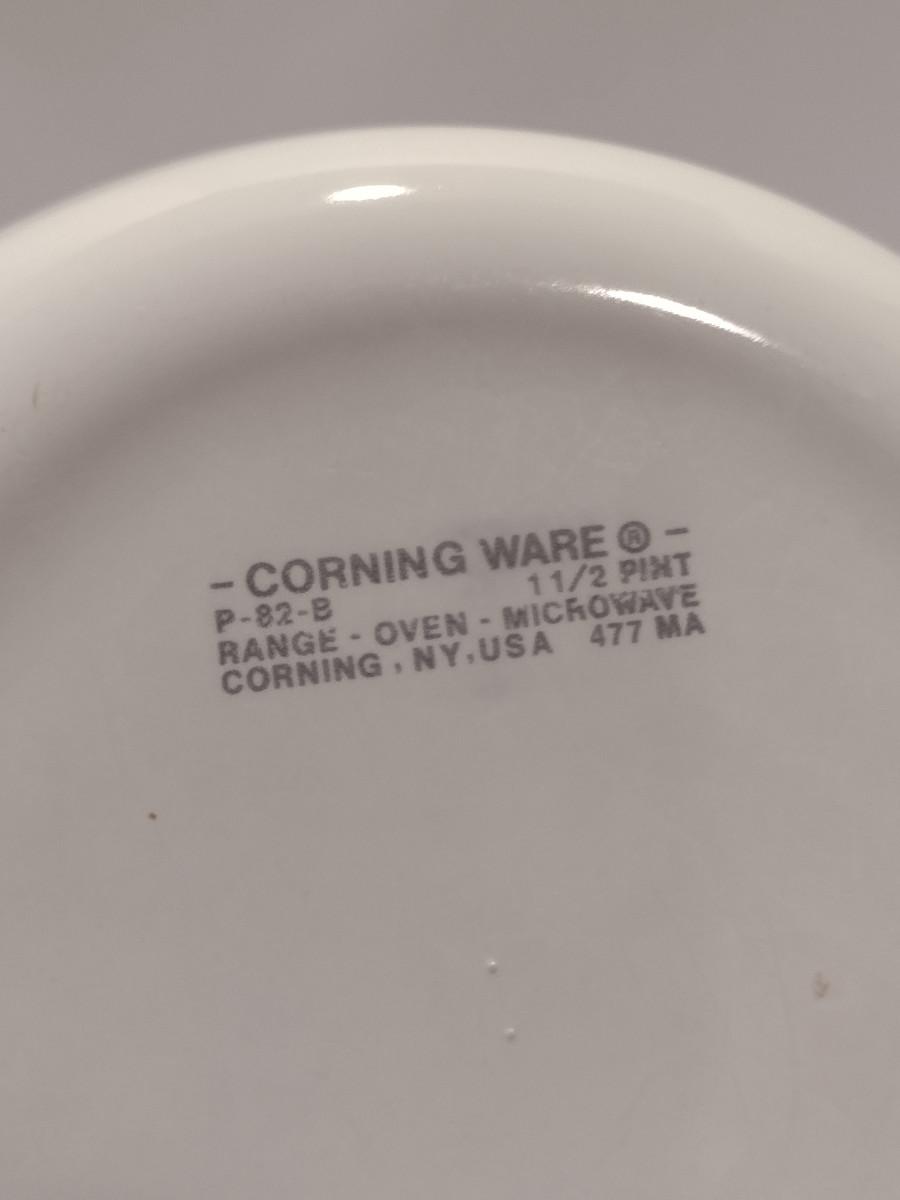 - CORNING WARE ® -
P-82-B 1 1/2 PINT
RANGE - OVEN - MICROWAVE
CORNING, NY, USA 477 MA